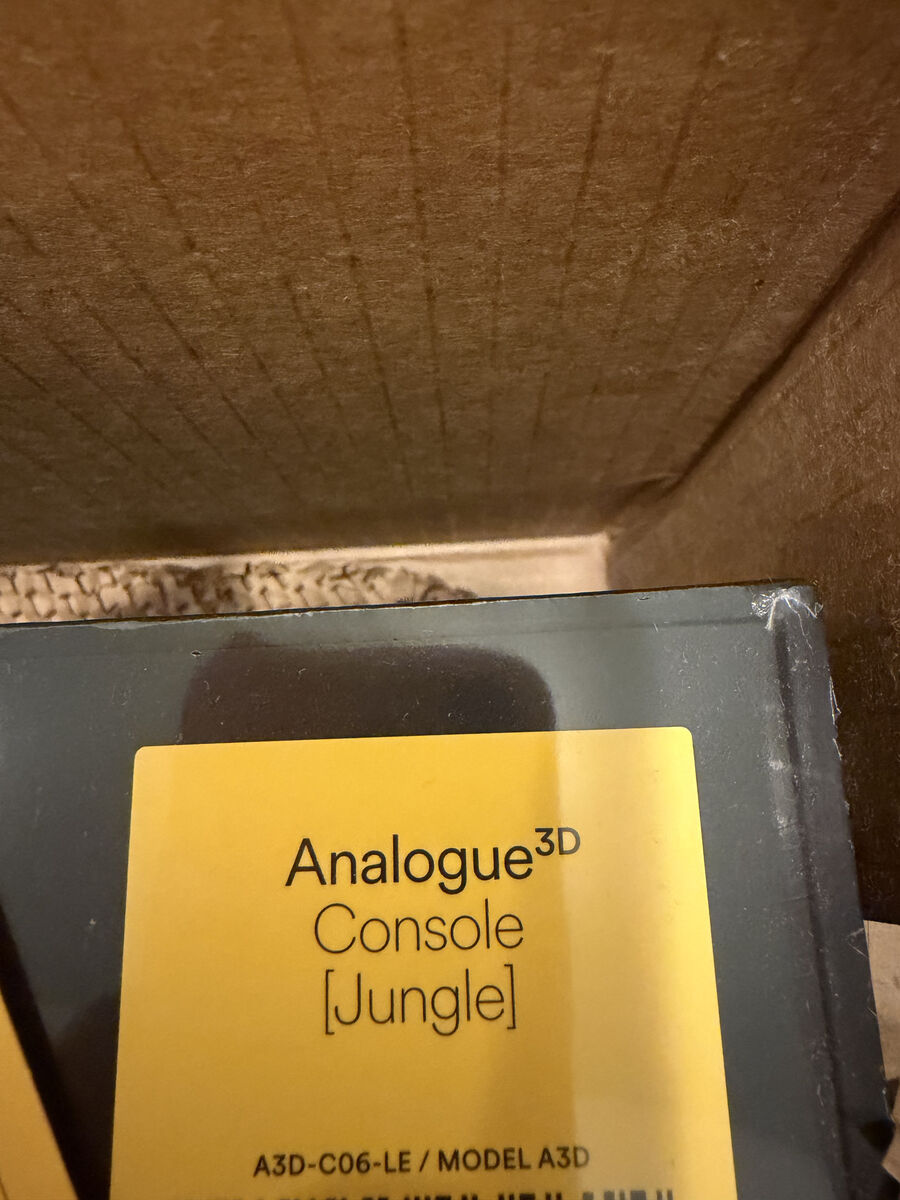 Analogue3D
Console
[Jungle]
A3D-C06-LE / MODEL A3D